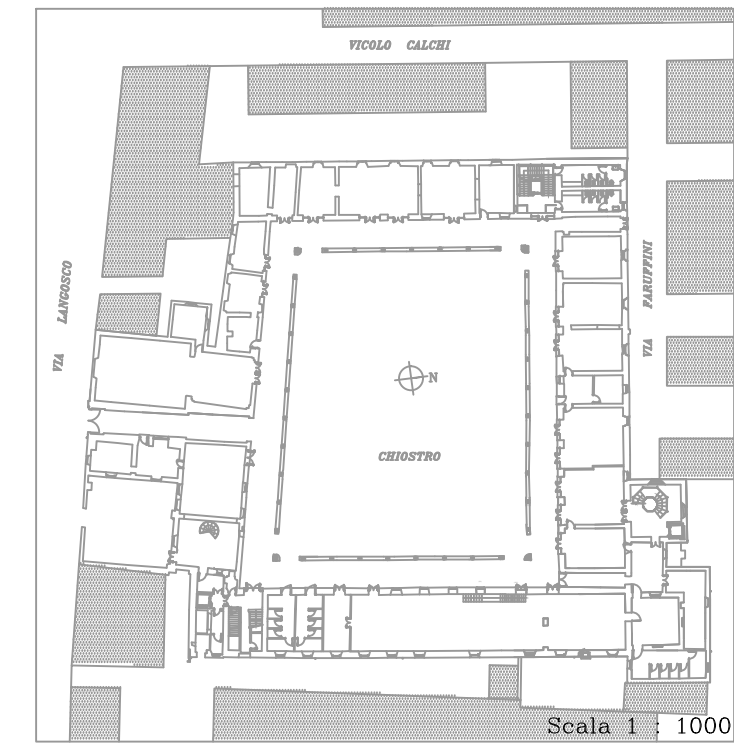 VICOLO CALCHI
VIA LANGOSCO
VIA FARUFFINI
N
CHIOSTRO
Scala 1 : 1000